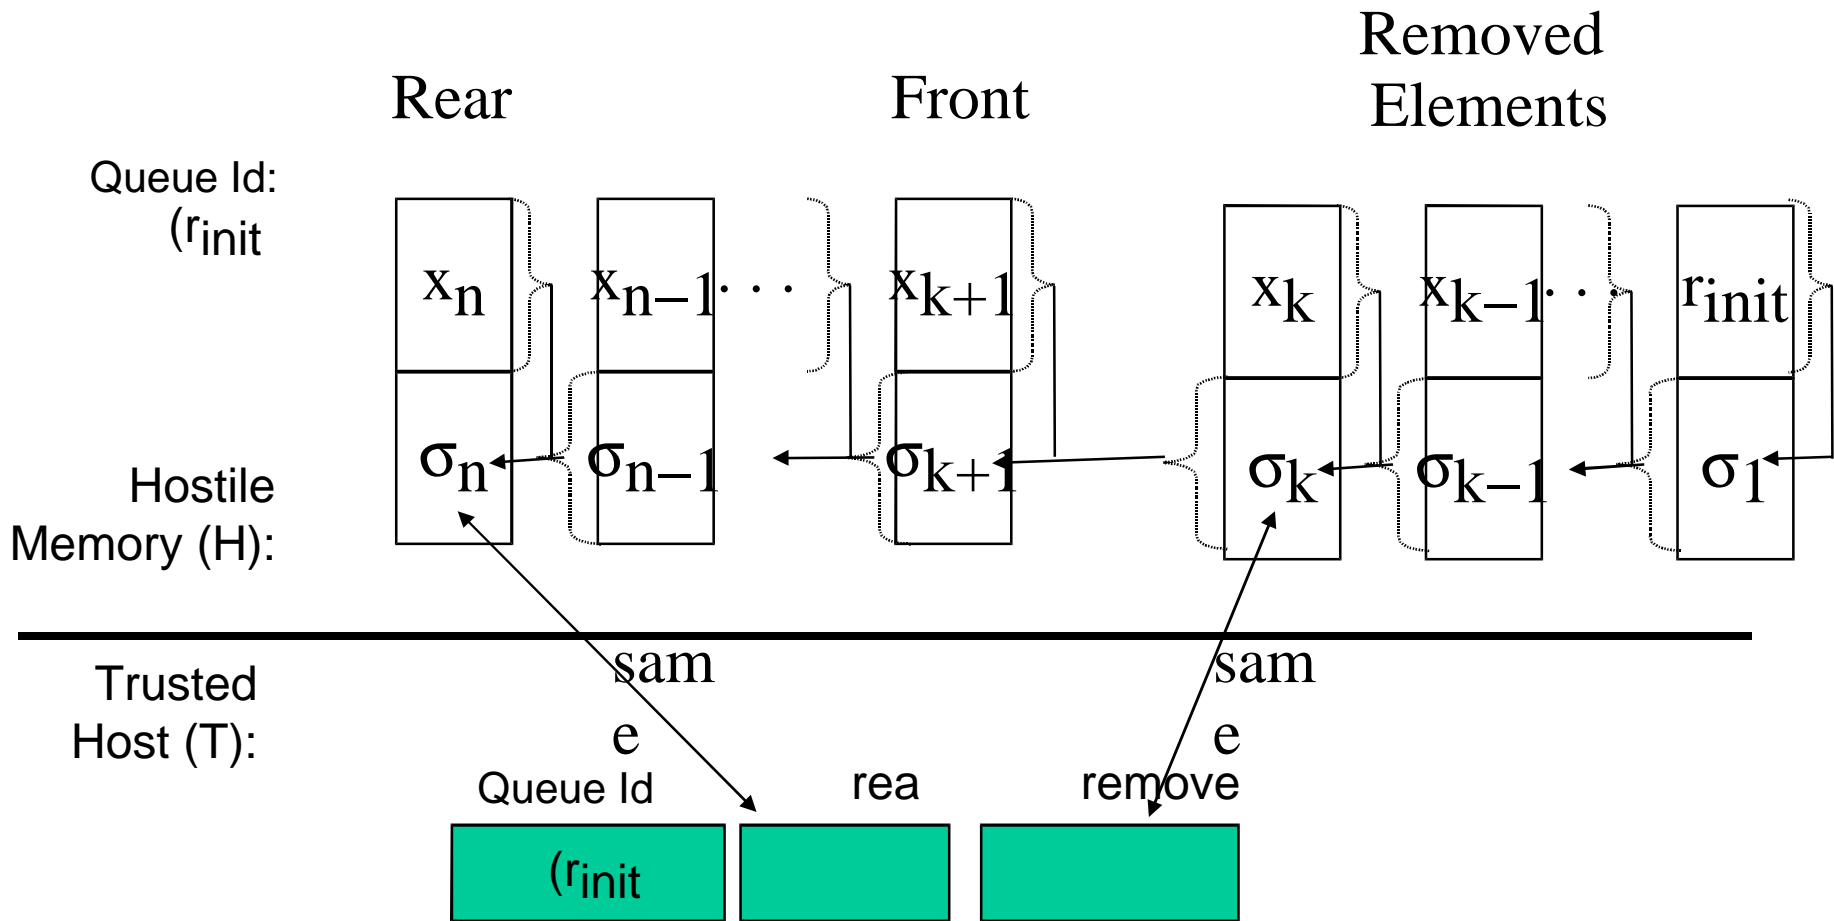 Removed
Elements
Rear
Front
Queue Id:
(rinit
xn
xn−1
. . .
xk+1
xk
xk−1
. . .
rinit
Hostile
Memory (H):
σn
σn−1
σk+1
σk
σk−1
σ1
Trusted
Host (T):
sam
e
sam
e
Queue Id
rea
remove
(rinit